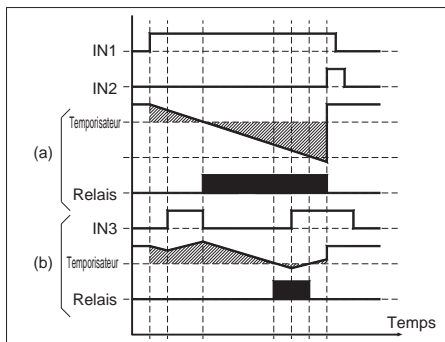 IN1
IN2
Temporisateur
(a)
Relais
IN3
(b)
Temporisateur
Relais
Temps